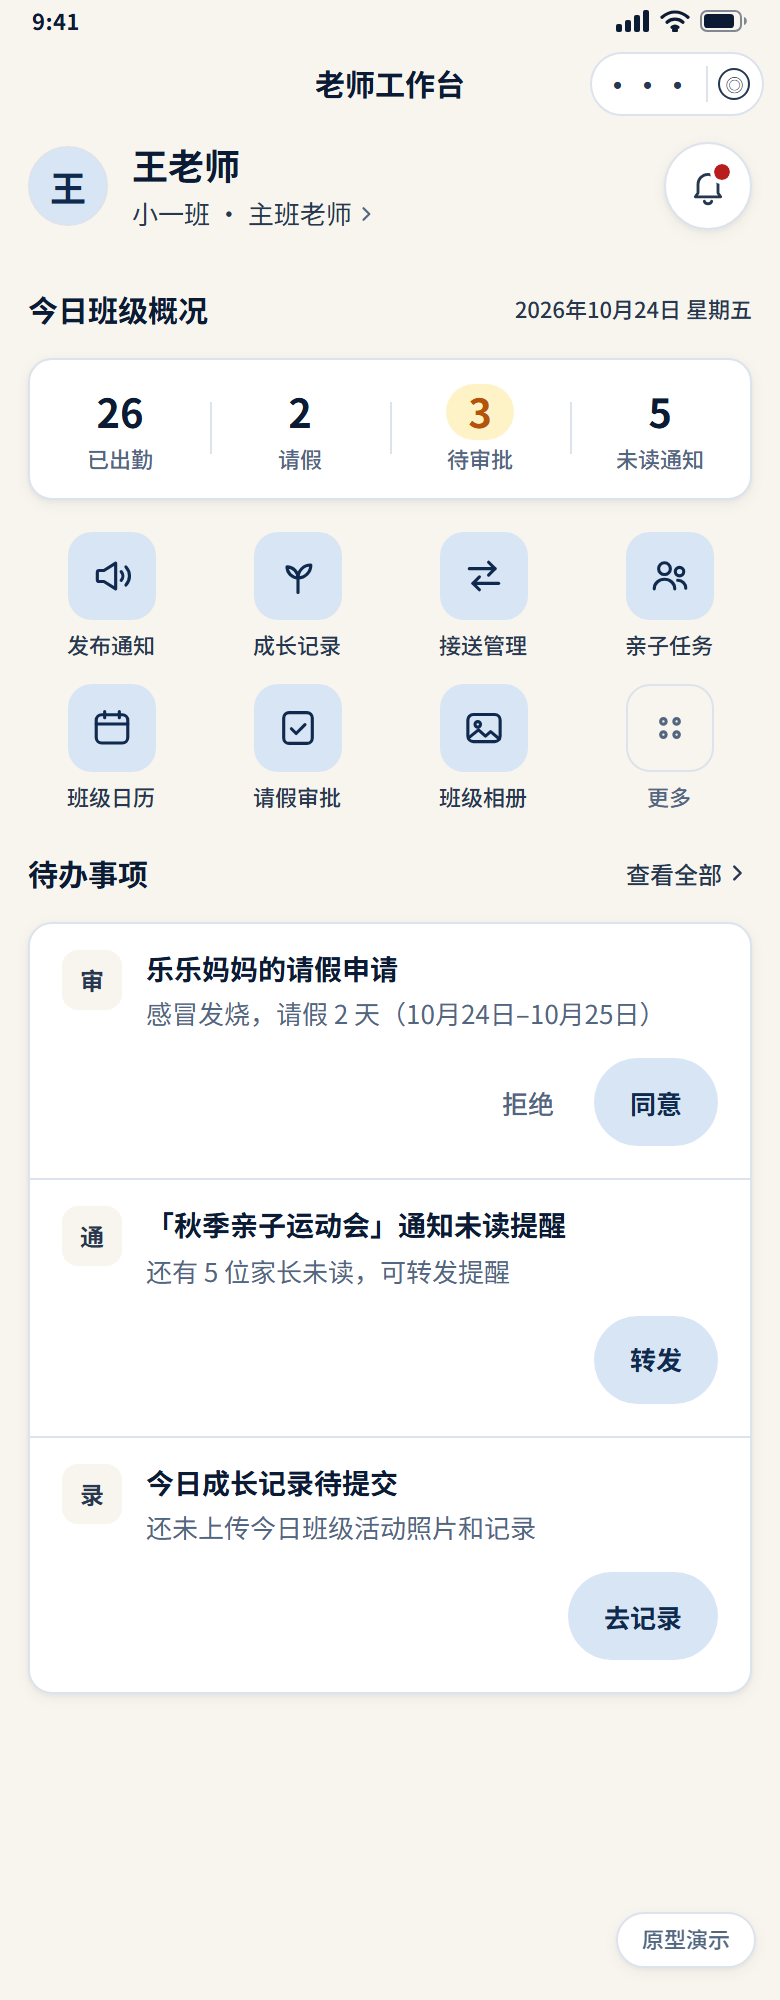 9:41
老师工作台
王
王老师
小一班 · 主班老师
今日班级概况
2026年10月24日 星期五
26
2
3
5
已出勤
请假
待审批
未读通知
发布通知
成长记录
接送管理
亲子任务
班级日历
请假审批
班级相册
更多
待办事项
查看全部
审
乐乐妈妈的请假申请
感冒发烧，请假 2 天（10月24日–10月25日）
拒绝
同意
通
「秋季亲子运动会」通知未读提醒
还有 5 位家长未读，可转发提醒
转发
录
今日成长记录待提交
还未上传今日班级活动照片和记录
去记录
原型演示